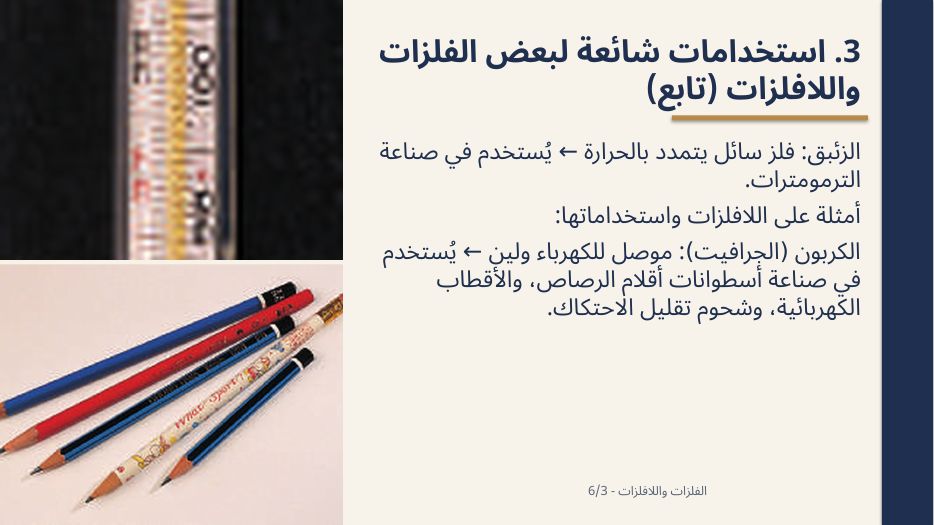 3. استخدامات شائعة لبعض الفلزات
واللافلزات (تابع)
الزئبق: فلز سائل يتمدد بالحرارة ← يُستخدم في صناعة
الترمومترات.
أمثلة على اللافلزات واستخداماتها:
الكربون (الجرافيت): موصل للكهرباء ولين ← يُستخدم
في صناعة أسطوانات أقلام الرصاص، والأقطاب
الكهربائية، وشحوم تقليل الاحتكاك.
What Sport?
الفلزات واللافلزات - 6/3